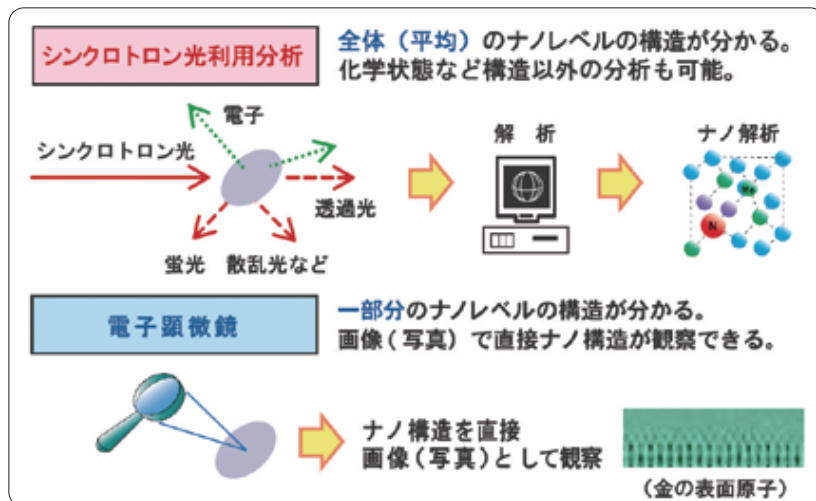 シンクロトロン光利用分析
全体（平均）のナノレベルの構造が分かる。
化学状態など構造以外の分析も可能。
電子
シンクロトロン光
透過光
蛍光 散乱光など
解 析
ナノ解析
N
電子顕微鏡
一部分のナノレベルの構造が分かる。
画像（写真）で直接ナノ構造が観察できる。
ナノ構造を直接
画像（写真）として観察
（金の表面原子）